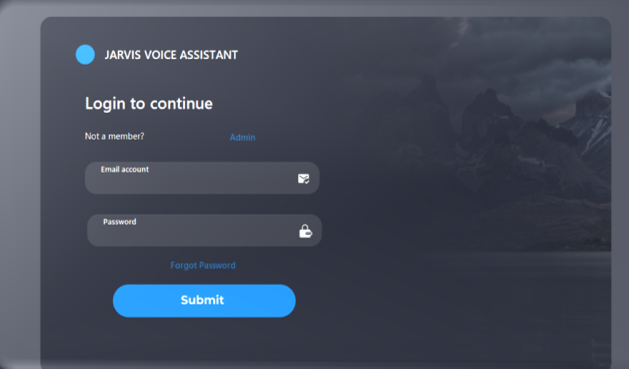 JARVIS VOICE ASSISTANT
Login to continue
Not a member? Admin
Email account
Password
Forgot Password
Submit